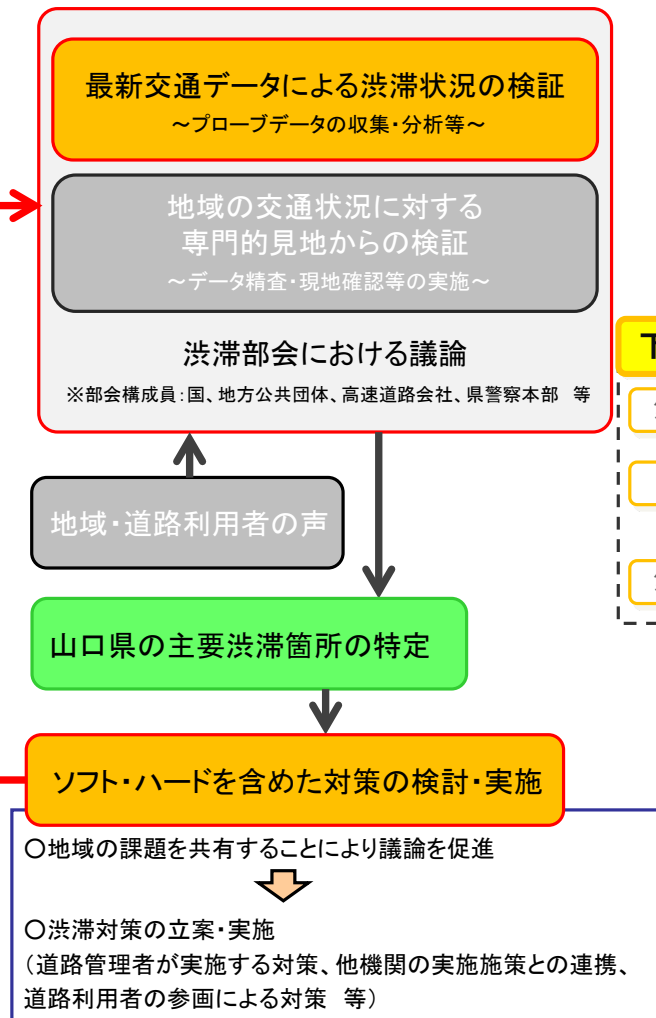 最新交通データによる渋滞状況の検証
～プローブデータの収集・分析等～
地域の交通状況に対する
専門的見地からの検証
～データ精査・現地確認等の実施～
渋滞部会における議論
※部会構成員:国、地方公共団体、高速道路会社、県警察本部　等
地域・道路利用者の声
山口県の主要渋滞箇所の特定
ソフト・ハードを含めた対策の検討・実施
○地域の課題を共有することにより議論を促進
○渋滞対策の立案・実施
（道路管理者が実施する対策、他機関の実施施策との連携、
道路利用者の参画による対策　等）